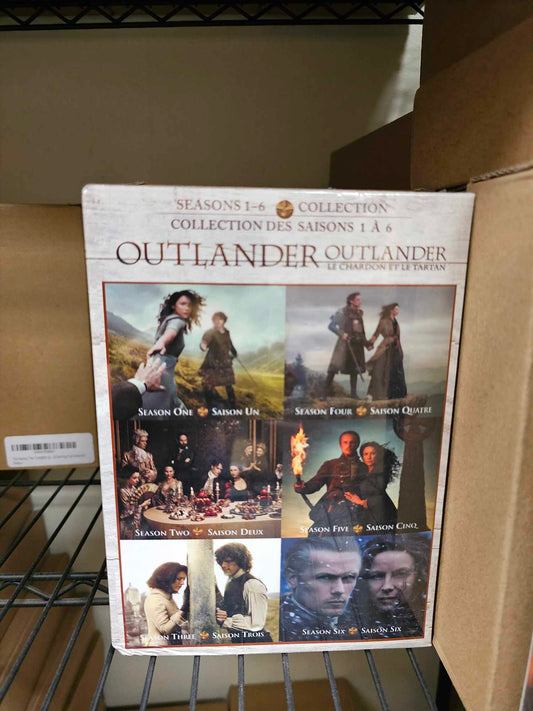 SEASONS 1-6 COLLECTION
COLLECTION DES SAISONS 1 À 6
OUTLANDER OUTLANDER
LE CHARDON ET LE TARTAN
SEASON ONE SAISON UN
SEASON FOUR SAISON QUATRE
SEASON TWO SAISON DEUX
SEASON FIVE SAISON CINQ
SEASON THREE SAISON TROIS
SEASON SIX SAISON SIX